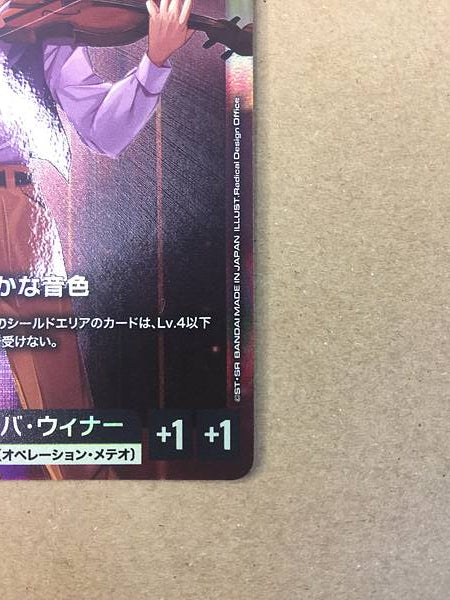 ©ST・SR BANDAI MADE IN JAPAN ILLUST.Radical Design Office
かな音色
のシールドエリアのカードは、Lv.4以下
受けない。
バ・ウィナー
+1 +1
(オペレーション・メテオ)